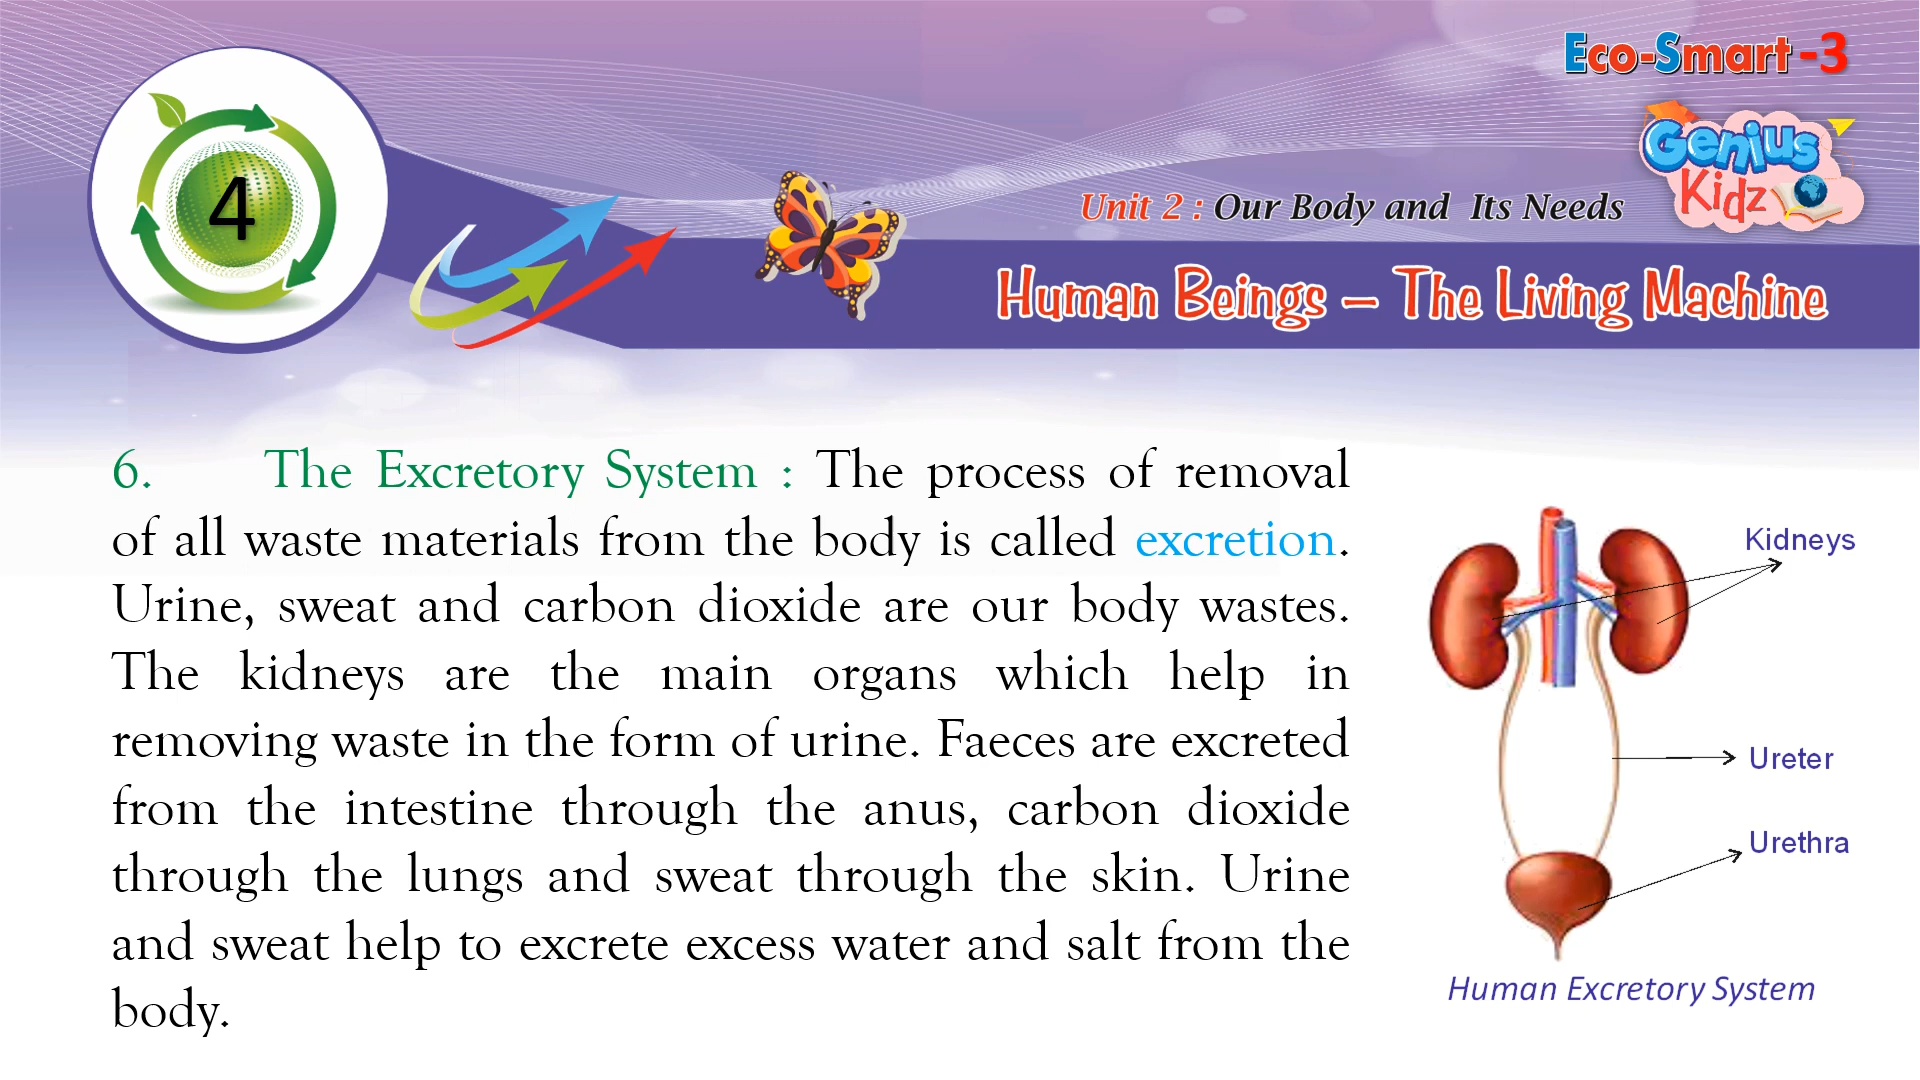 Eco-Smart-3
Genius
Kidz
4
Unit 2 : Our Body and Its Needs
Human Beings – The Living Machine
6. The Excretory System : The process of removal
of all waste materials from the body is called excretion.
Urine, sweat and carbon dioxide are our body wastes.
The kidneys are the main organs which help in
removing waste in the form of urine. Faeces are excreted
from the intestine through the anus, carbon dioxide
through the lungs and sweat through the skin. Urine
and sweat help to excrete excess water and salt from the
body.
Kidneys
Ureter
Urethra
Human Excretory System